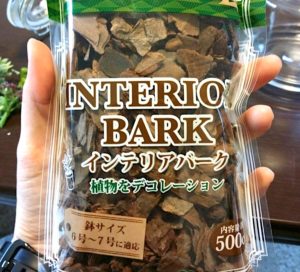 INTERIO
BARK
インテリアバーク
植物をデコレーション
鉢サイズ
6号〜7号に適応
内容量
500